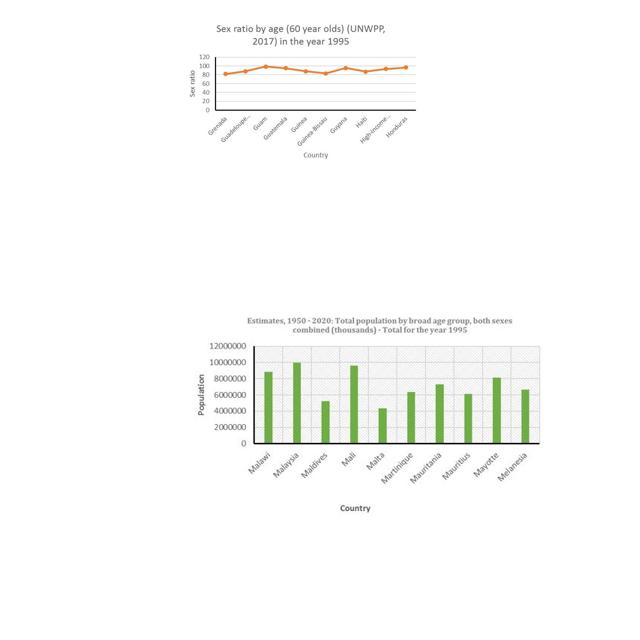 Sex ratio by age (60 year olds) (UNWPP,
2017) in the year 1995
120
100
80
60
40
20
0
Sex ratio
Grenada
Guadeloupe...
Guam
Guatemala
Guinea
Guinea-Bissau
Guyana
Haiti
High-income...
Honduras
Country
Estimates, 1950 - 2020: Total population by broad age group, both sexes
combined (thousands) - Total for the year 1995
12000000
10000000
8000000
6000000
4000000
2000000
0
Population
Malawi
Malaysia
Maldives
Mali
Malta
Martinique
Mauritania
Mauritius
Mayotte
Melanesia
Country